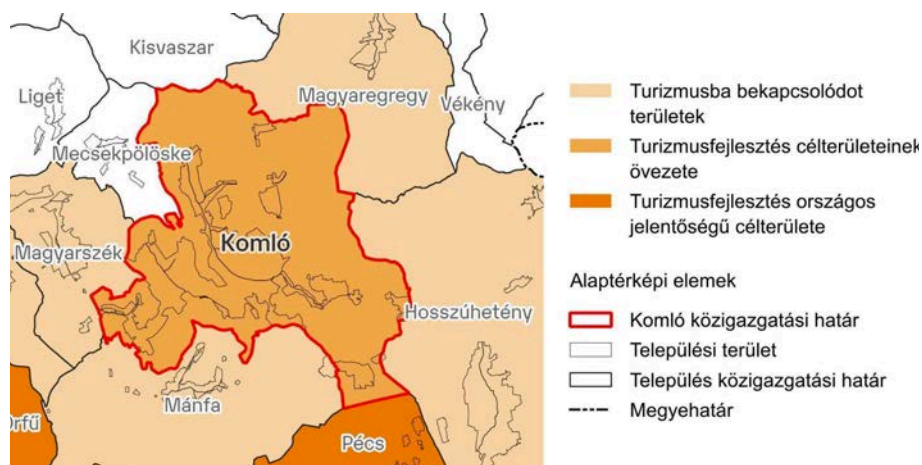 Kisvaszar
Liget
Magyaregregy
Vékény
Mecsekpölöske
Komló
Magyarszék
Hosszúhetény
Mánfa
Orfű
Pécs
Turizmusba bekapcsolódot
területek
Turizmusfejlesztés célterületeinek
övezete
Turizmusfejlesztés országos
jelentőségű célterülete
Alaptérképi elemek
Komló közigazgatási határ
Települési terület
Település közigazgatási határ
Megyehatár